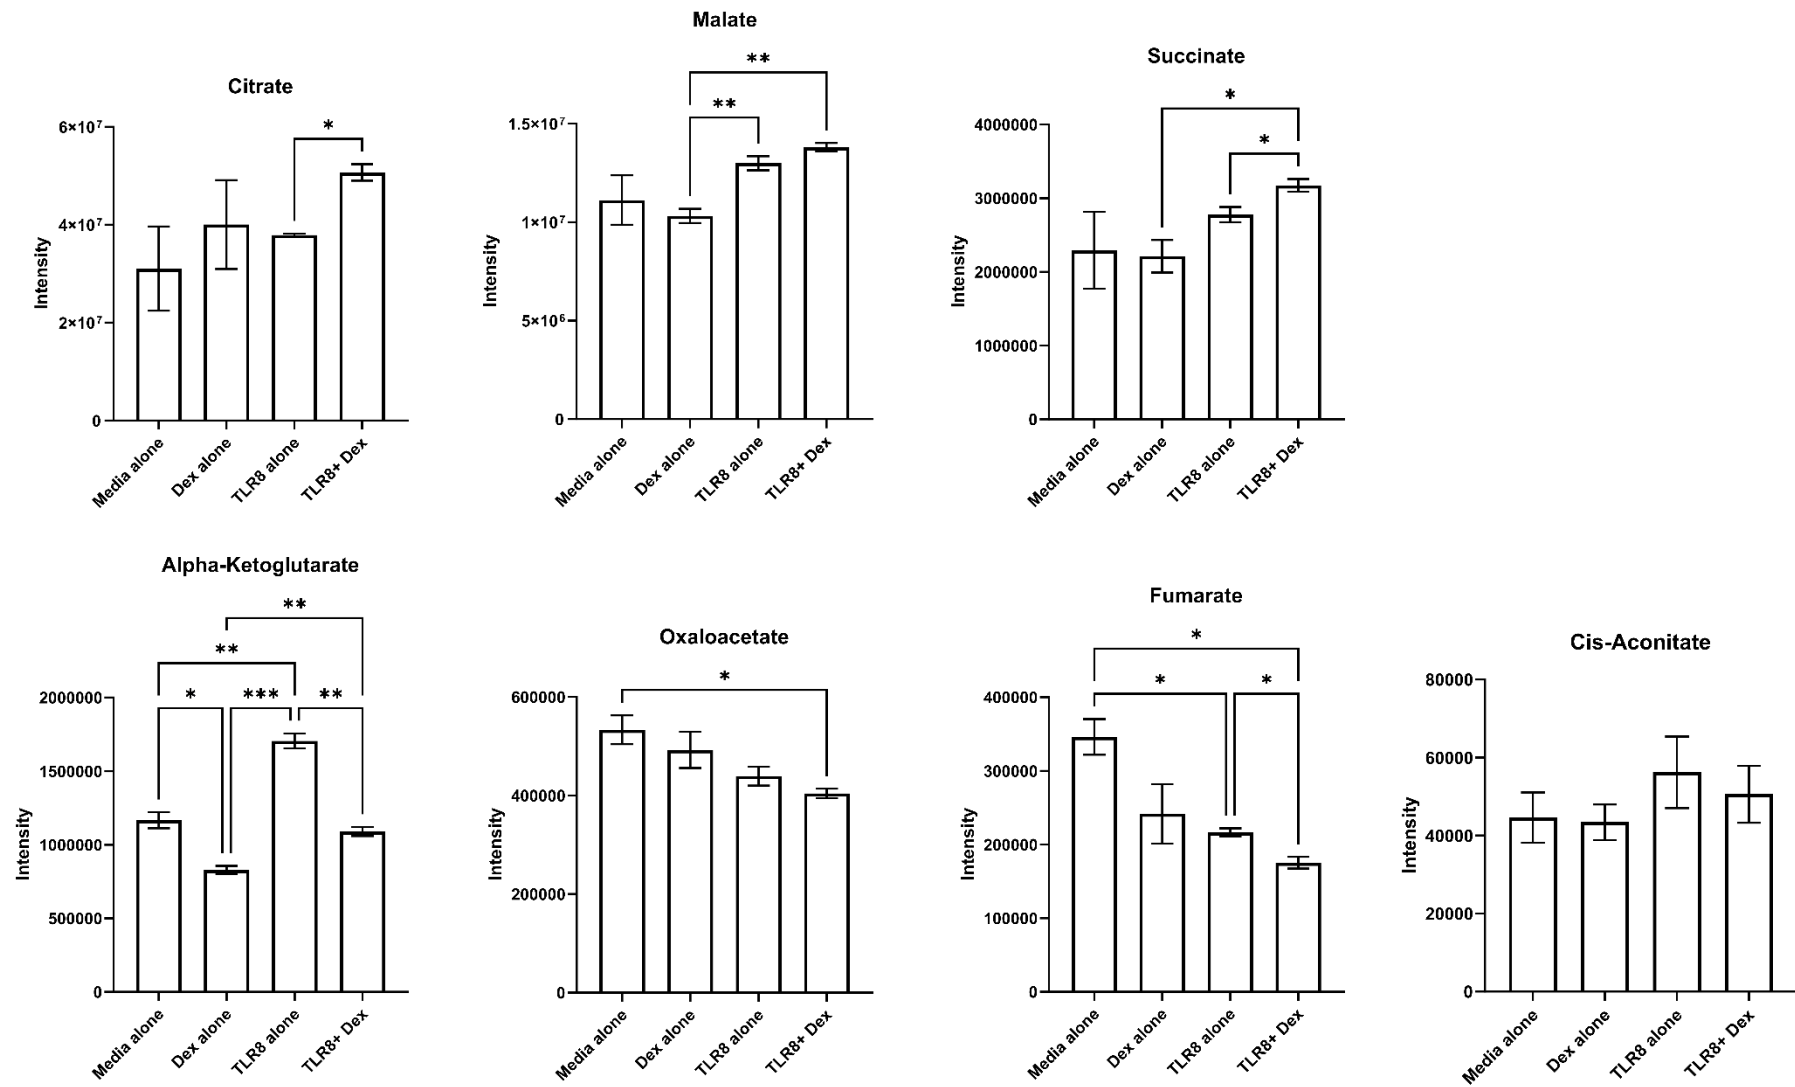 Citrate
*
Intensity
6×10⁷
4×10⁷
2×10⁷
0
Media alone
Dex alone
TLR8 alone
TLR8+ Dex
Malate
**
**
Intensity
1.5×10⁷
1×10⁷
5×10⁶
0
Media alone
Dex alone
TLR8 alone
TLR8+ Dex
Succinate
*
*
Intensity
4000000
3000000
2000000
1000000
0
Media alone
Dex alone
TLR8 alone
TLR8+ Dex
Alpha-Ketoglutarate
**
**
* *** **
Intensity
2000000
1500000
1000000
500000
0
Media alone
Dex alone
TLR8 alone
TLR8+ Dex
Oxaloacetate
*
Intensity
600000
400000
200000
0
Media alone
Dex alone
TLR8 alone
TLR8+ Dex
Fumarate
*
* *
Intensity
400000
300000
200000
100000
0
Media alone
Dex alone
TLR8 alone
TLR8+ Dex
Cis-Aconitate
Intensity
80000
60000
40000
20000
0
Media alone
Dex alone
TLR8 alone
TLR8+ Dex